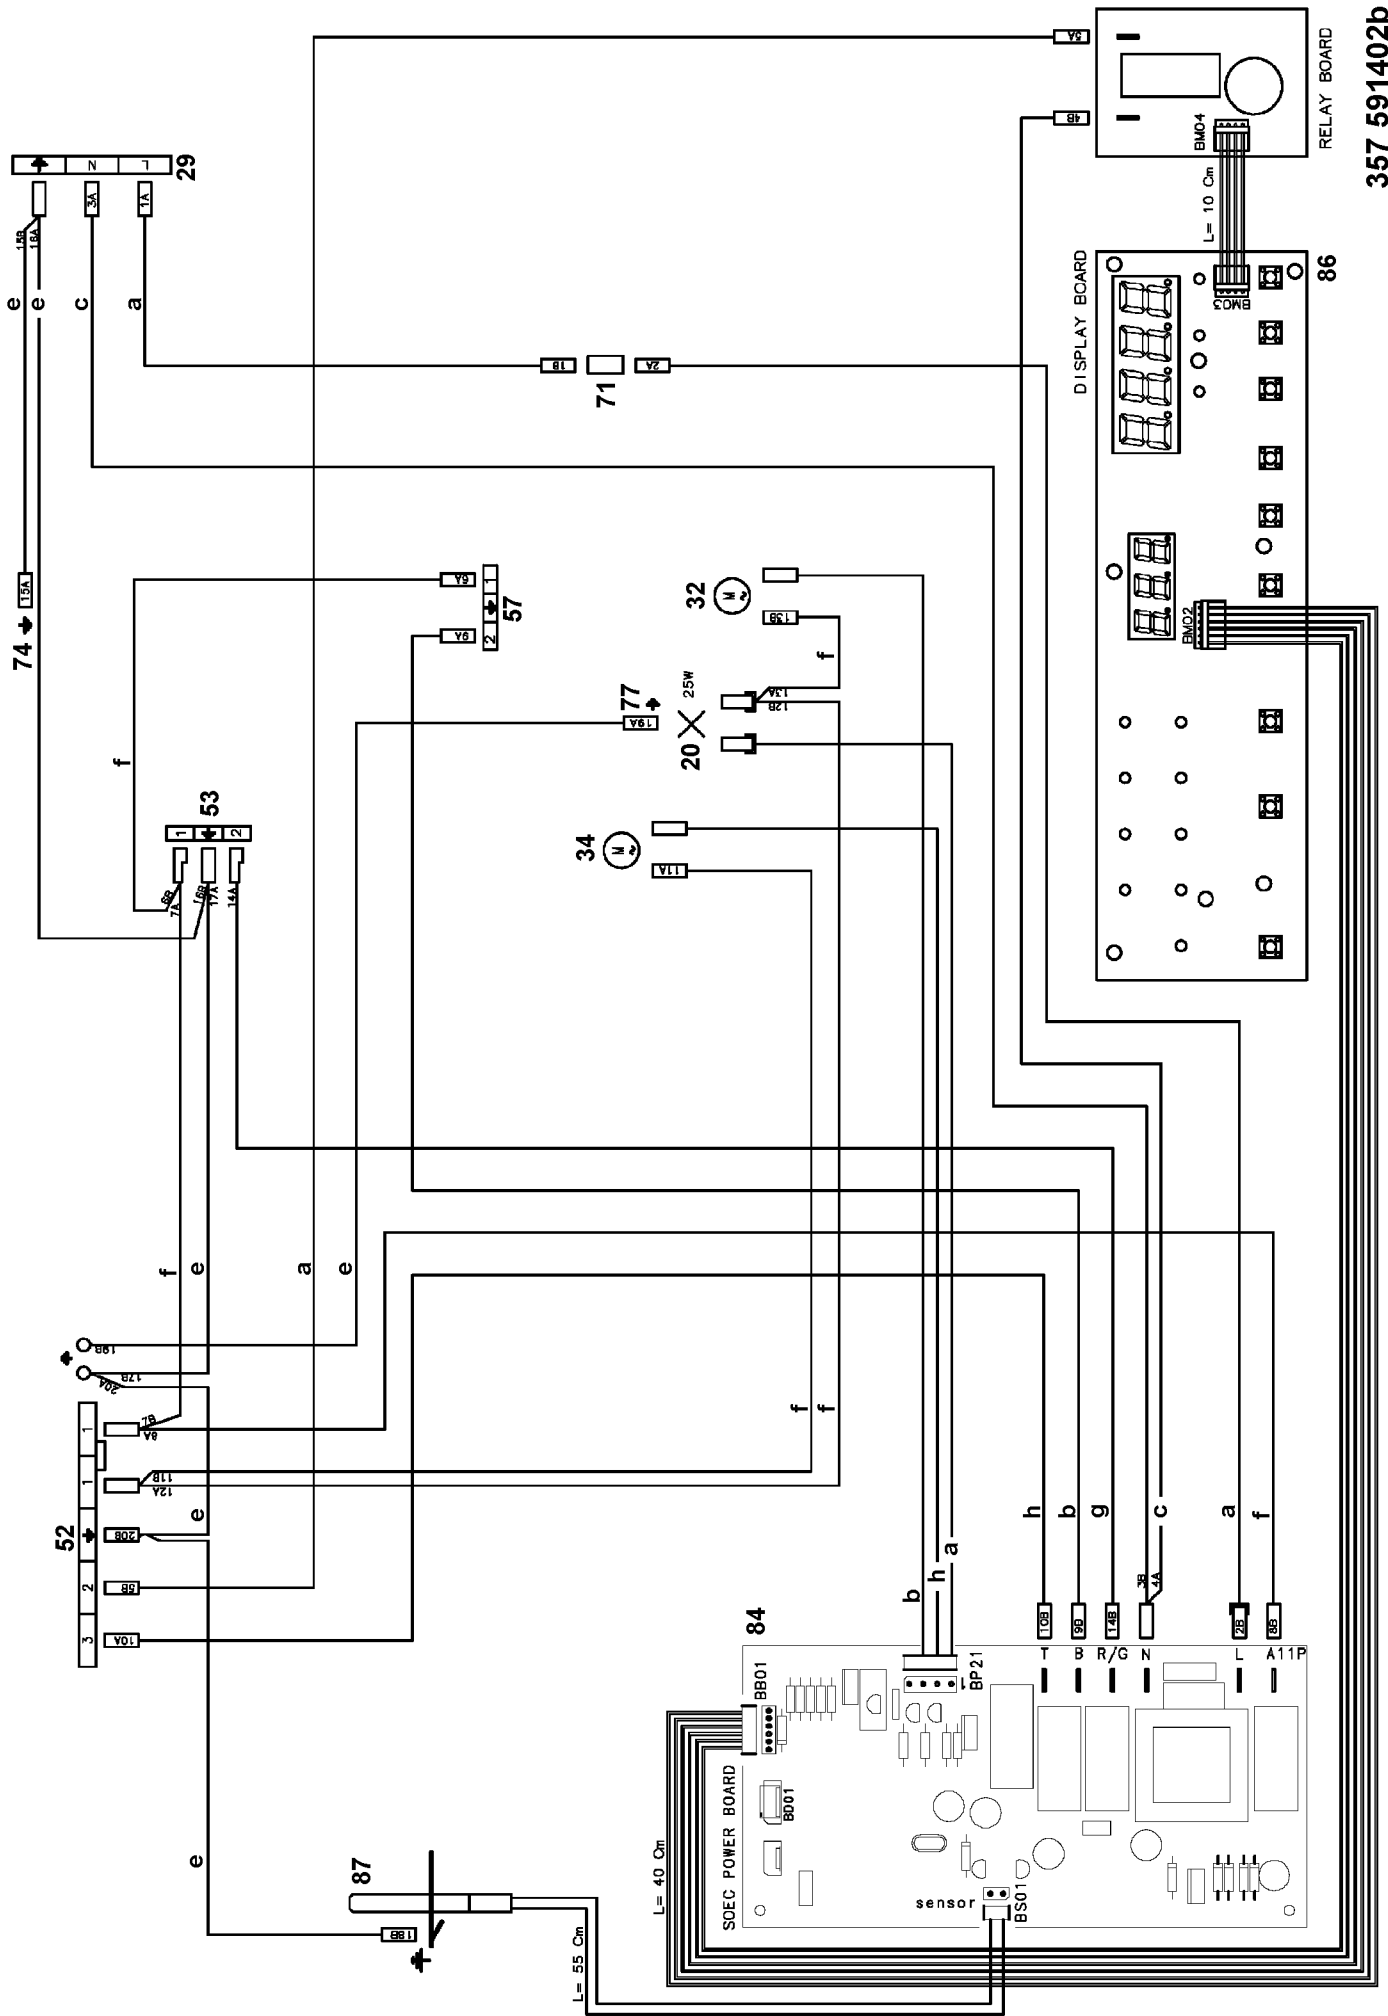 357 591402b
RELAY BOARD
BM04
L= 10 Cm
BM03
86
DISPLAY BOARD
BM02
5A
4B
29
N
L
3A
1A
15B
16A
e
e
c
a
1B
71
2A
15A
74
6A
9A
1
2
57
32
M
~
13B
f
13A
12B
25W
77
19A
20
34
M
~
11A
f
53
1
2
6B
7A
16B
17A
14A
f
e
a
e
19B
17B
20A
7B
8A
11B
12A
1
1
52
20B
e
2
5B
3
10A
f
f
h
b
g
c
a
f
b
h
a
3B
4A
10B
9B
14B
2B
8B
T
B
R/G
N
L
A11P
84
BP21
1
BB01
BD01
SOEC POWER BOARD
L= 40 Cm
sensor
BS01
e
87
18B
L= 55 Cm